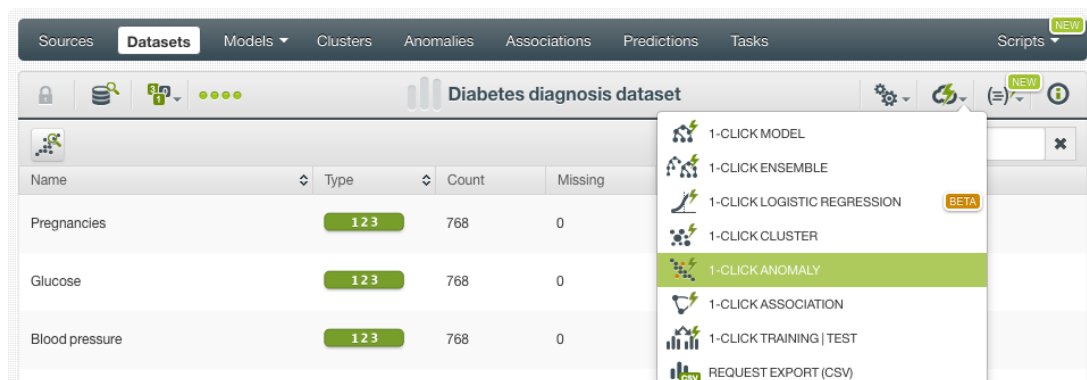 Sources Datasets Models Clusters Anomalies Associations Predictions Tasks Scripts NEW
Diabetes diagnosis dataset NEW
Name Type Count Missing
Pregnancies 123 768 0
Glucose 123 768 0
Blood pressure 123 768 0
1-CLICK MODEL
1-CLICK ENSEMBLE
1-CLICK LOGISTIC REGRESSION BETA
1-CLICK CLUSTER
1-CLICK ANOMALY
1-CLICK ASSOCIATION
1-CLICK TRAINING | TEST
CSV REQUEST EXPORT (CSV)